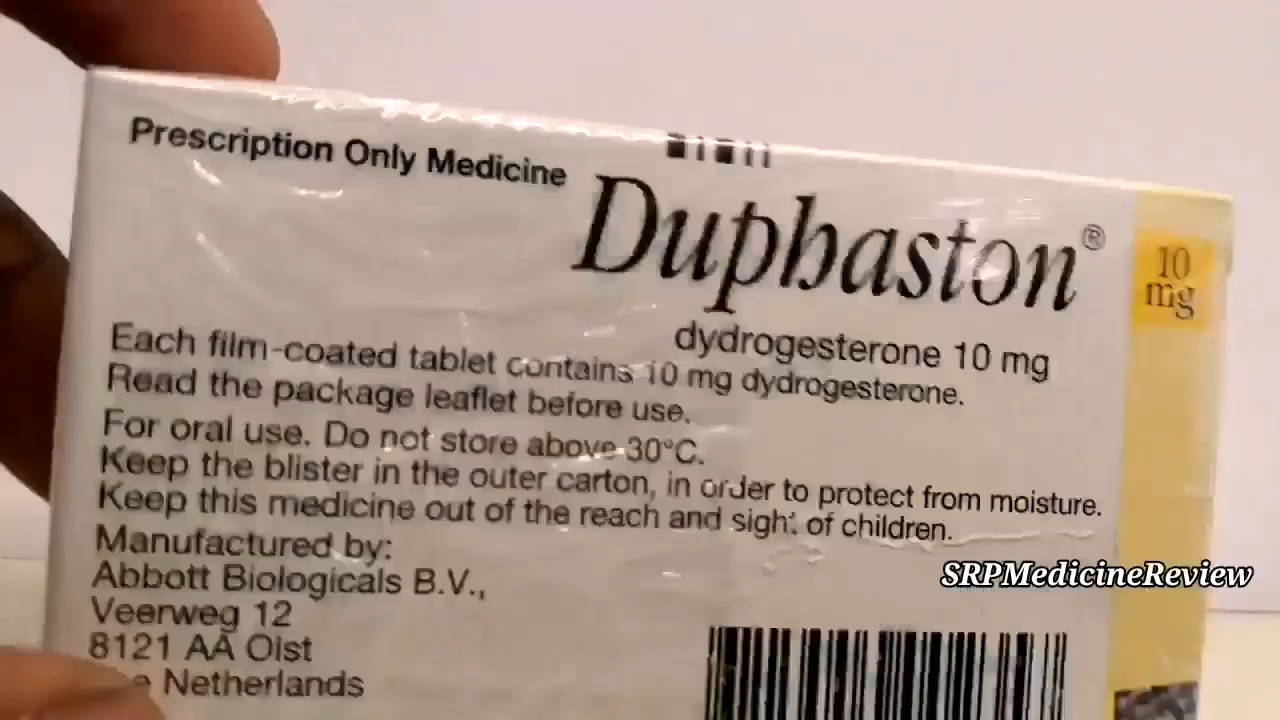 Prescription Only Medicine
Duphaston®
10
mg
dydrogesterone 10 mg
Each film-coated tablet contains 10 mg dydrogesterone.
Read the package leaflet before use.
For oral use. Do not store above 30°C.
Keep the blister in the outer carton, in order to protect from moisture.
Keep this medicine out of the reach and sight of children.
Manufactured by:
Abbott Biologicals B.V.,
Veerweg 12
8121 AA Olst
Netherlands
SRPMedicineReview